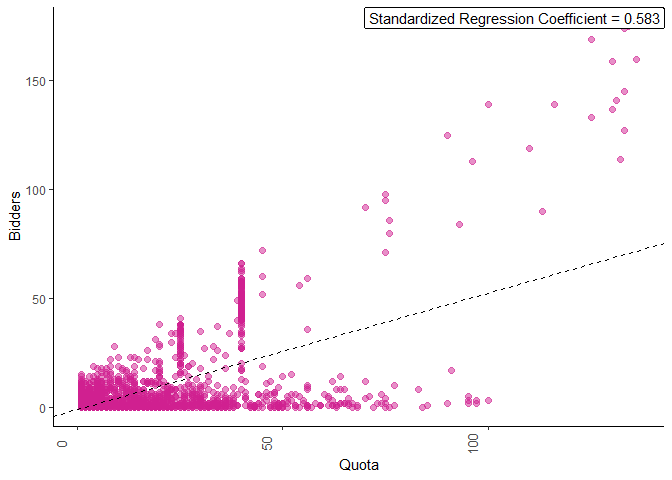 Standardized Regression Coefficient = 0.583
150
100
50
0
Bidders
0
50
100
Quota